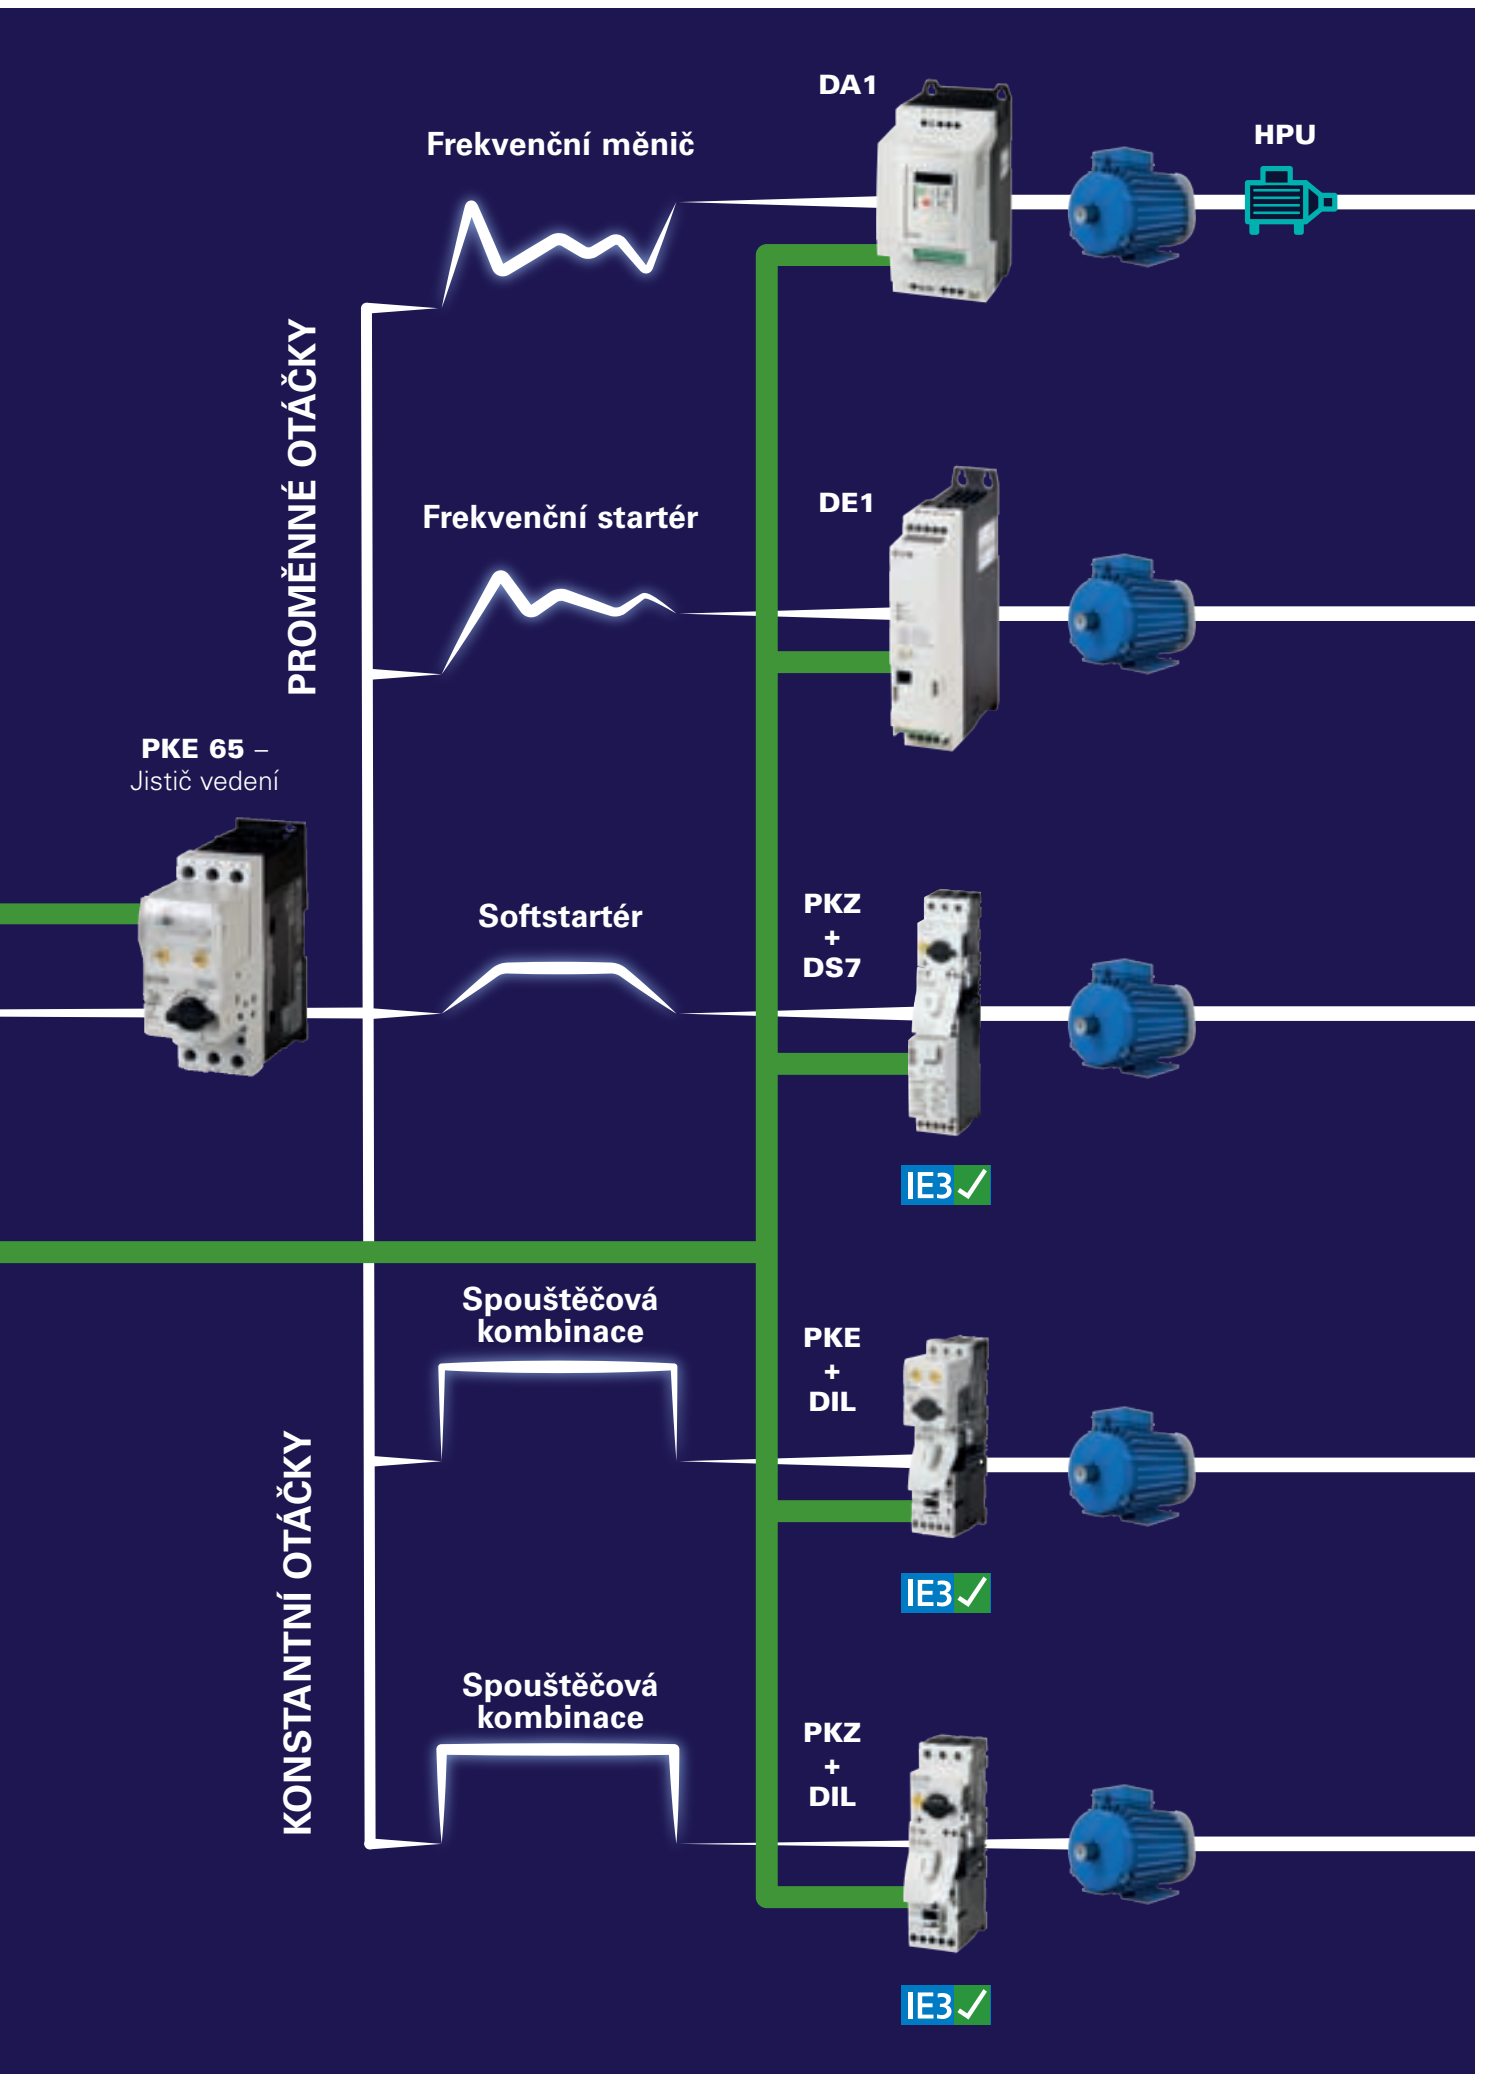 DA1
HPU
Frekvenční měnič
PROMĚNNÉ OTÁČKY
DE1
Frekvenční startér
PKE 65 –
Jistič vedení
Softstartér
PKZ
+
DS7
IE3
Spouštěčová
kombinace
PKE
+
DIL
KONSTANTNÍ OTÁČKY
IE3
Spouštěčová
kombinace
PKZ
+
DIL
IE3